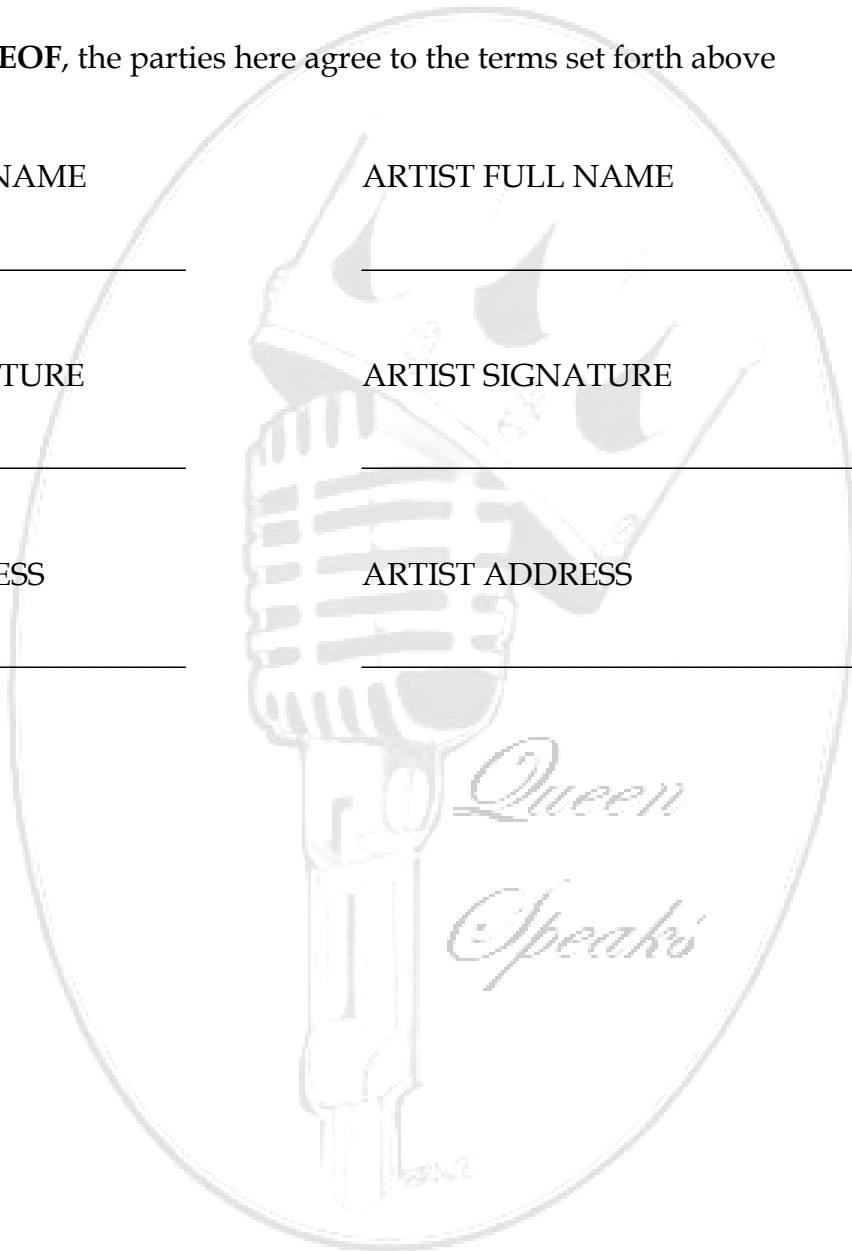 EOF, the parties here agree to the terms set forth above
NAME ARTIST FULL NAME
TURE ARTIST SIGNATURE
ESS ARTIST ADDRESS
Queen
Speaks